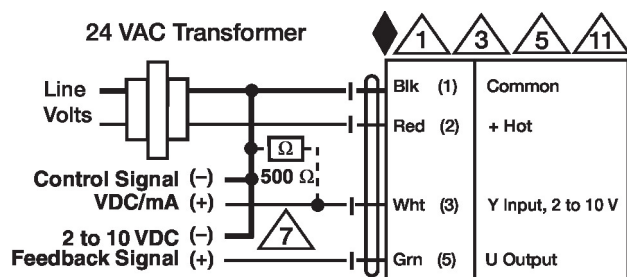 24 VAC Transformer
1 3 5 11
Line
Volts
Blk (1) Common
Red (2) + Hot
Ω
500 Ω
Control Signal (–)
VDC/mA (+)
Wht (3) Y Input, 2 to 10 V
7
2 to 10 VDC (–)
Feedback Signal (+)
Grn (5) U Output